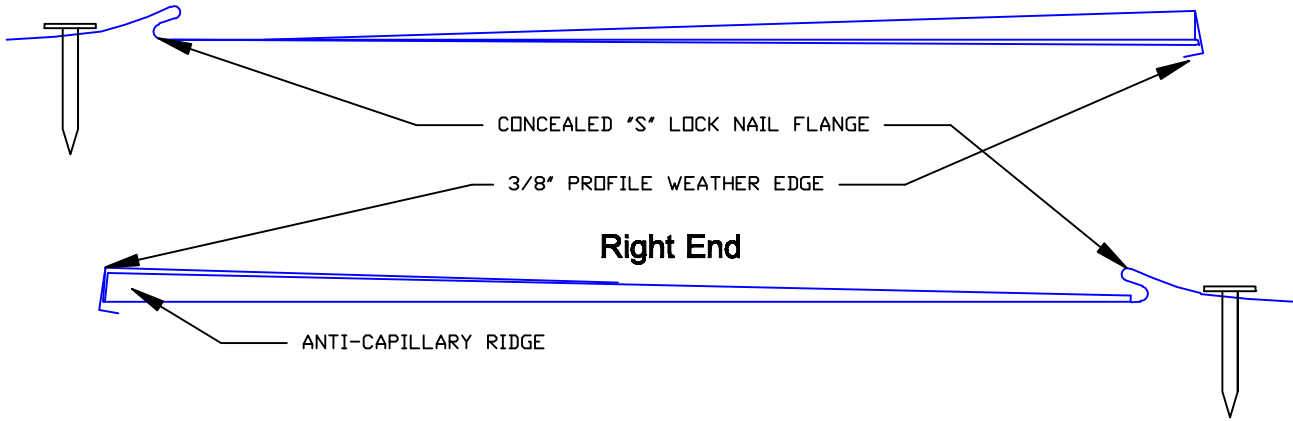 CONCEALED "S" LOCK NAIL FLANGE
3/8" PROFILE WEATHER EDGE
Right End
ANTI-CAPILLARY RIDGE